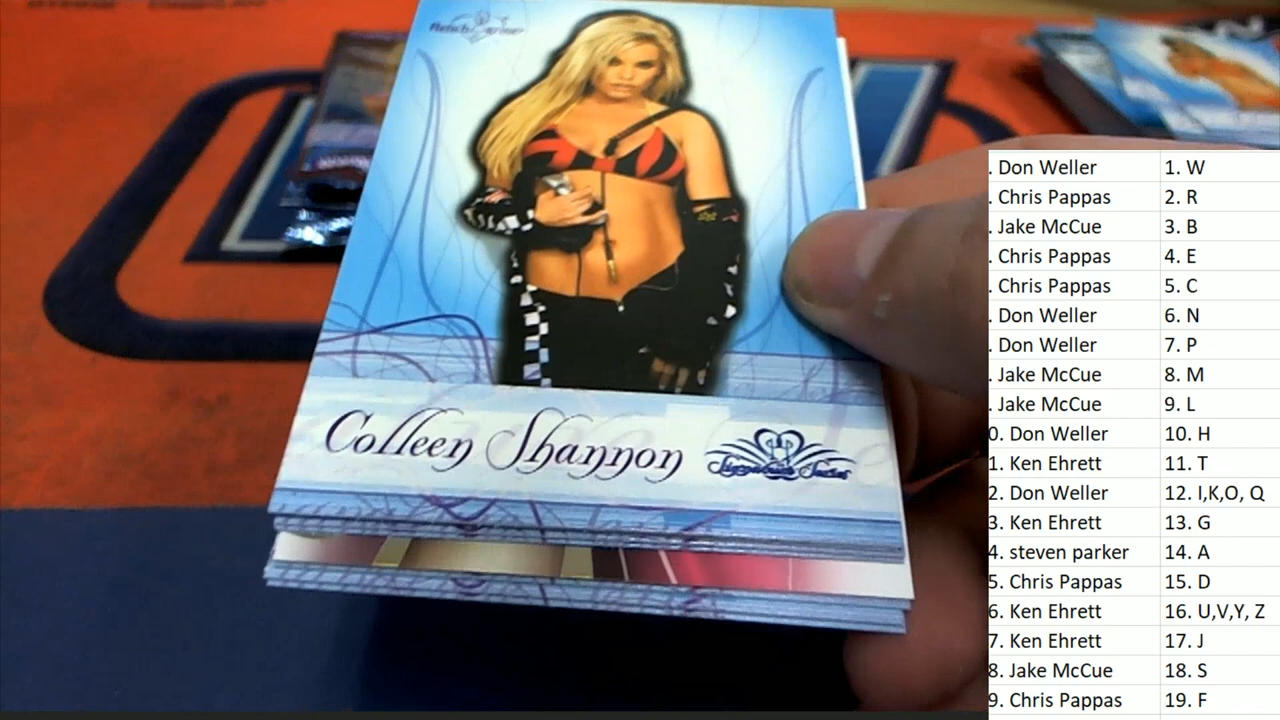 Colleen Shannon
Signature Series
. Don Weller 1. W
. Chris Pappas 2. R
. Jake McCue 3. B
. Chris Pappas 4. E
. Chris Pappas 5. C
. Don Weller 6. N
. Don Weller 7. P
. Jake McCue 8. M
. Jake McCue 9. L
0. Don Weller 10. H
1. Ken Ehrett 11. T
2. Don Weller 12. I,K,O, Q
3. Ken Ehrett 13. G
4. steven parker 14. A
5. Chris Pappas 15. D
6. Ken Ehrett 16. U,V,Y, Z
7. Ken Ehrett 17. J
8. Jake McCue 18. S
9. Chris Pappas 19. F